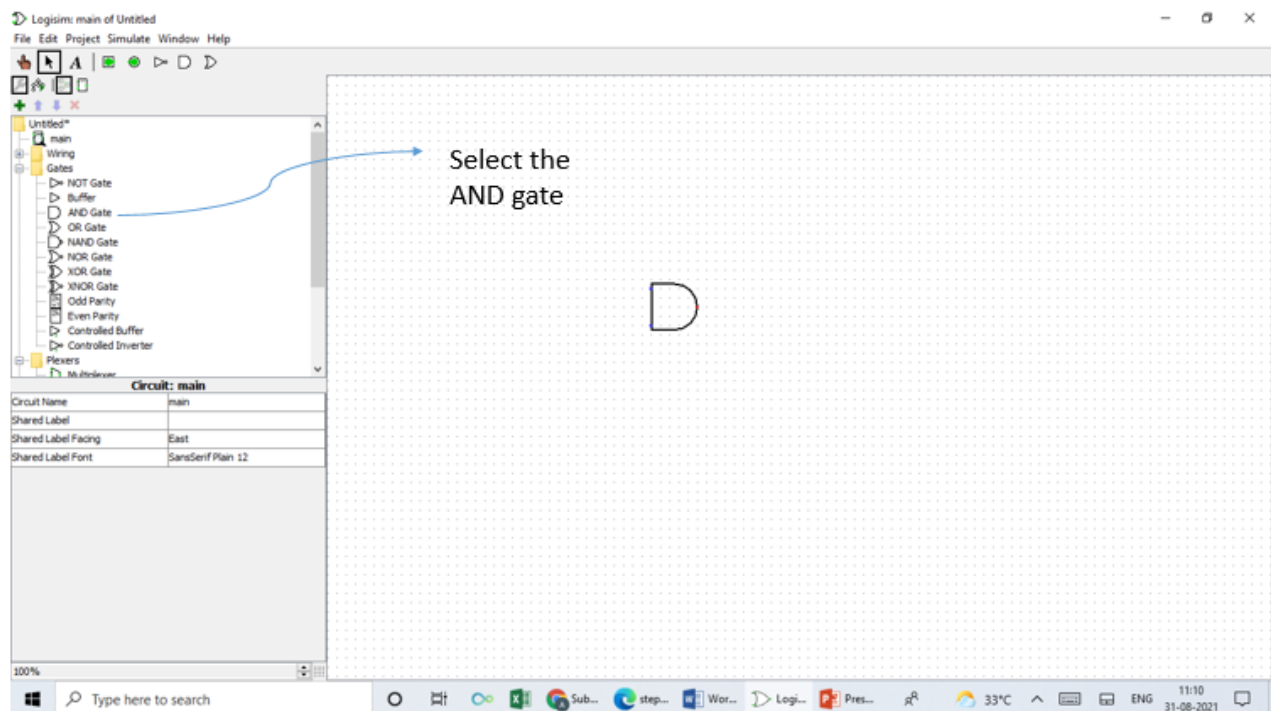 Logisim: main of Untitled
File Edit Project Simulate Window Help
A
Untitled*
main
Wiring
Gates
NOT Gate
Buffer
AND Gate
OR Gate
NAND Gate
NOR Gate
XOR Gate
XNOR Gate
Odd Parity
Even Parity
Controlled Buffer
Controlled Inverter
Plexers
Multiplexer
Select the
AND gate
Circuit: main
Circuit Name main
Shared Label
Shared Label Facing East
Shared Label Font SansSerif Plain 12
100%
Type here to search Sub... step... Wor... Logi... Pres... 33°C ENG 11:10
31-08-2021